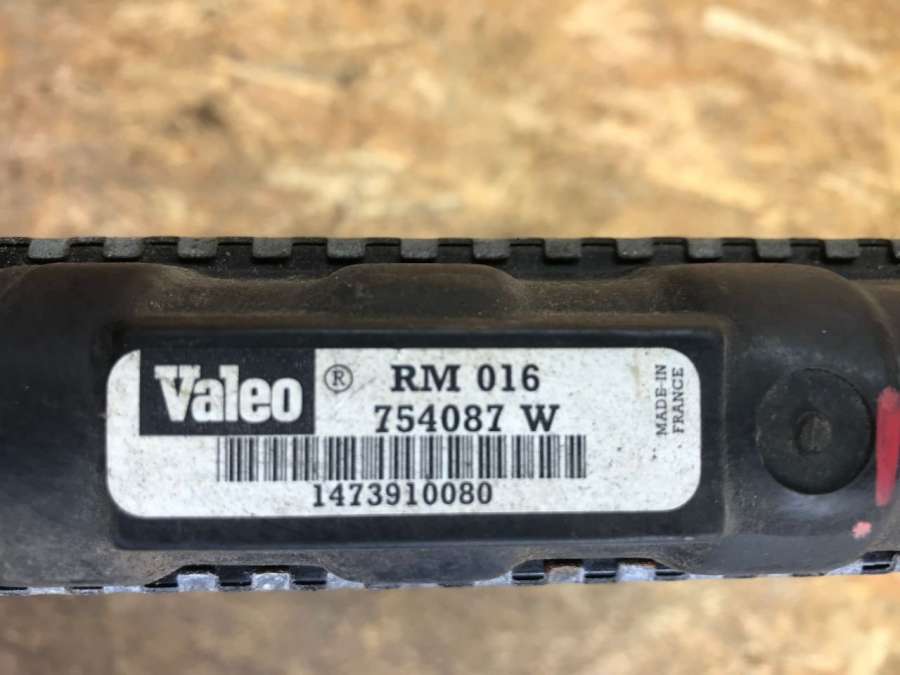 Valeo ® RM 016
754087 W
1473910080
MADE-IN
FRANCE